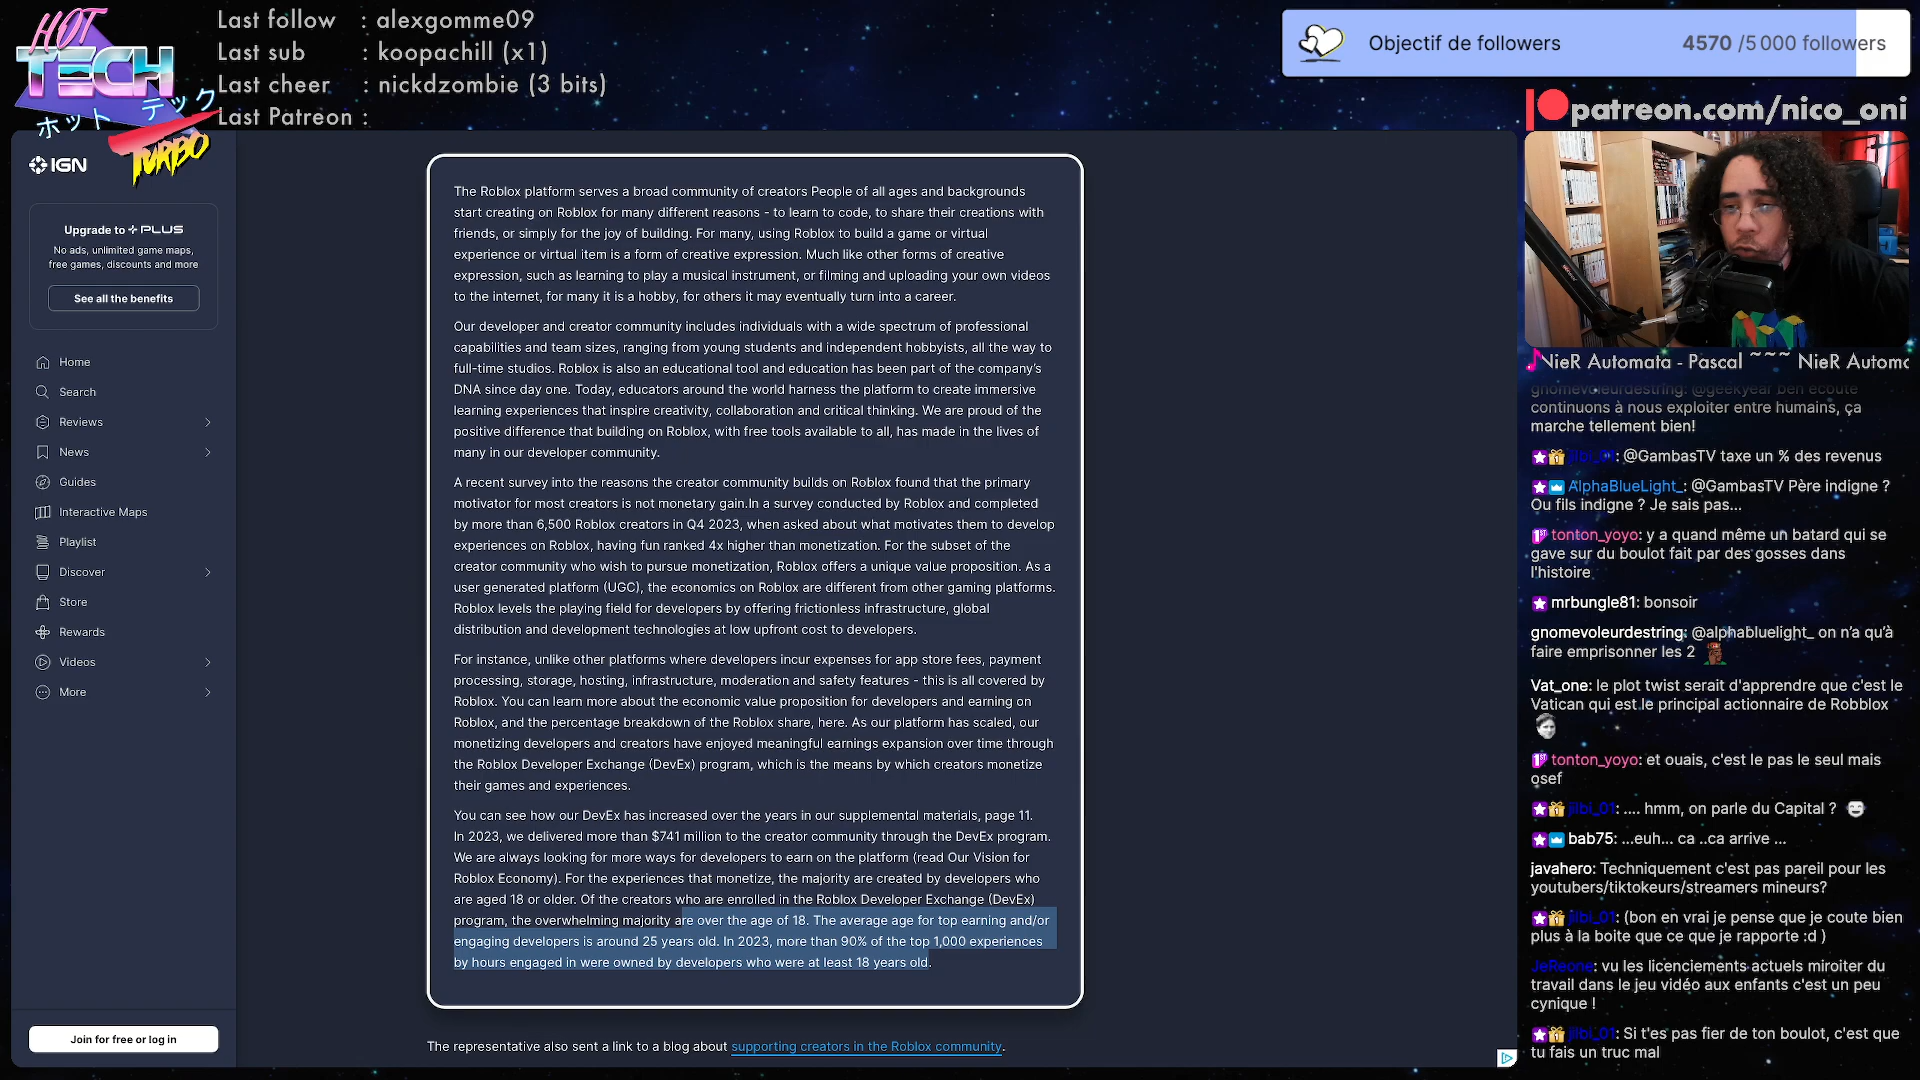 HOT
TECH
ホット テック
TURBO
Last follow : alexgomme09
Last sub : koopachill (x1)
Last cheer : nickdzombie (3 bits)
Last Patreon :
Objectif de followers
4570 /5 000 followers
patreon.com/nico_oni
IGN
Upgrade to PLUS
No ads, unlimited game maps,
free games, discounts and more
See all the benefits
Home
Search
Reviews
News
Guides
Interactive Maps
Playlist
Discover
Store
Rewards
Videos
More
Join for free or log in
The Roblox platform serves a broad community of creators People of all ages and backgrounds
start creating on Roblox for many different reasons - to learn to code, to share their creations with
friends, or simply for the joy of building. For many, using Roblox to build a game or virtual
experience or virtual item is a form of creative expression. Much like other forms of creative
expression, such as learning to play a musical instrument, or filming and uploading your own videos
to the internet, for many it is a hobby, for others it may eventually turn into a career.
Our developer and creator community includes individuals with a wide spectrum of professional
capabilities and team sizes, ranging from young students and independent hobbyists, all the way to
full-time studios. Roblox is also an educational tool and education has been part of the company's
DNA since day one. Today, educators around the world harness the platform to create immersive
learning experiences that inspire creativity, collaboration and critical thinking. We are proud of the
positive difference that building on Roblox, with free tools available to all, has made in the lives of
many in our developer community.
A recent survey into the reasons the creator community builds on Roblox found that the primary
motivator for most creators is not monetary gain.In a survey conducted by Roblox and completed
by more than 6,500 Roblox creators in Q4 2023, when asked about what motivates them to develop
experiences on Roblox, having fun ranked 4x higher than monetization. For the subset of the
creator community who wish to pursue monetization, Roblox offers a unique value proposition. As a
user generated platform (UGC), the economics on Roblox are different from other gaming platforms.
Roblox levels the playing field for developers by offering frictionless infrastructure, global
distribution and development technologies at low upfront cost to developers.
For instance, unlike other platforms where developers incur expenses for app store fees, payment
processing, storage, hosting, infrastructure, moderation and safety features - this is all covered by
Roblox. You can learn more about the economic value proposition for developers and earning on
Roblox, and the percentage breakdown of the Roblox share, here. As our platform has scaled, our
monetizing developers and creators have enjoyed meaningful earnings expansion over time through
the Roblox Developer Exchange (DevEx) program, which is the means by which creators monetize
their games and experiences.
You can see how our DevEx has increased over the years in our supplemental materials, page 11.
In 2023, we delivered more than $741 million to the creator community through the DevEx program.
We are always looking for more ways for developers to earn on the platform (read Our Vision for
Roblox Economy). For the experiences that monetize, the majority are created by developers who
are aged 18 or older. Of the creators who are enrolled in the Roblox Developer Exchange (DevEx)
program, the overwhelming majority are over the age of 18. The average age for top earning and/or
engaging developers is around 25 years old. In 2023, more than 90% of the top 1,000 experiences
by hours engaged in were owned by developers who were at least 18 years old.
The representative also sent a link to a blog about supporting creators in the Roblox community.
NieR Automata - Pascal ~~~ NieR Automa
gnomevoleurdestring: @geekyear ben écoute
continuons à nous exploiter entre humains, ça
marche tellement bien!
jilbi_01: @GambasTV taxe un % des revenus
AlphaBlueLight_: @GambasTV Père indigne ?
Ou fils indigne ? Je sais pas...
tonton_yoyo: y a quand même un batard qui se
gave sur du boulot fait par des gosses dans
l'histoire
mrbungle81: bonsoir
gnomevoleurdestring: @alphabluelight_ on n'a qu'à
faire emprisonner les 2
Vat_one: le plot twist serait d'apprendre que c'est le
Vatican qui est le principal actionnaire de Robblox
tonton_yoyo: et ouais, c'est le pas le seul mais
osef
jilbi_01: .... hmm, on parle du Capital ?
bab75: ...euh... ca ..ca arrive ...
javahero: Techniquement c'est pas pareil pour les
youtubers/tiktokeurs/streamers mineurs?
jilbi_01: (bon en vrai je pense que je coute bien
plus à la boite que ce que je rapporte :d )
JeReone: vu les licenciements actuels miroiter du
travail dans le jeu vidéo aux enfants c'est un peu
cynique !
jilbi_01: Si t'es pas fier de ton boulot, c'est que
tu fais un truc mal